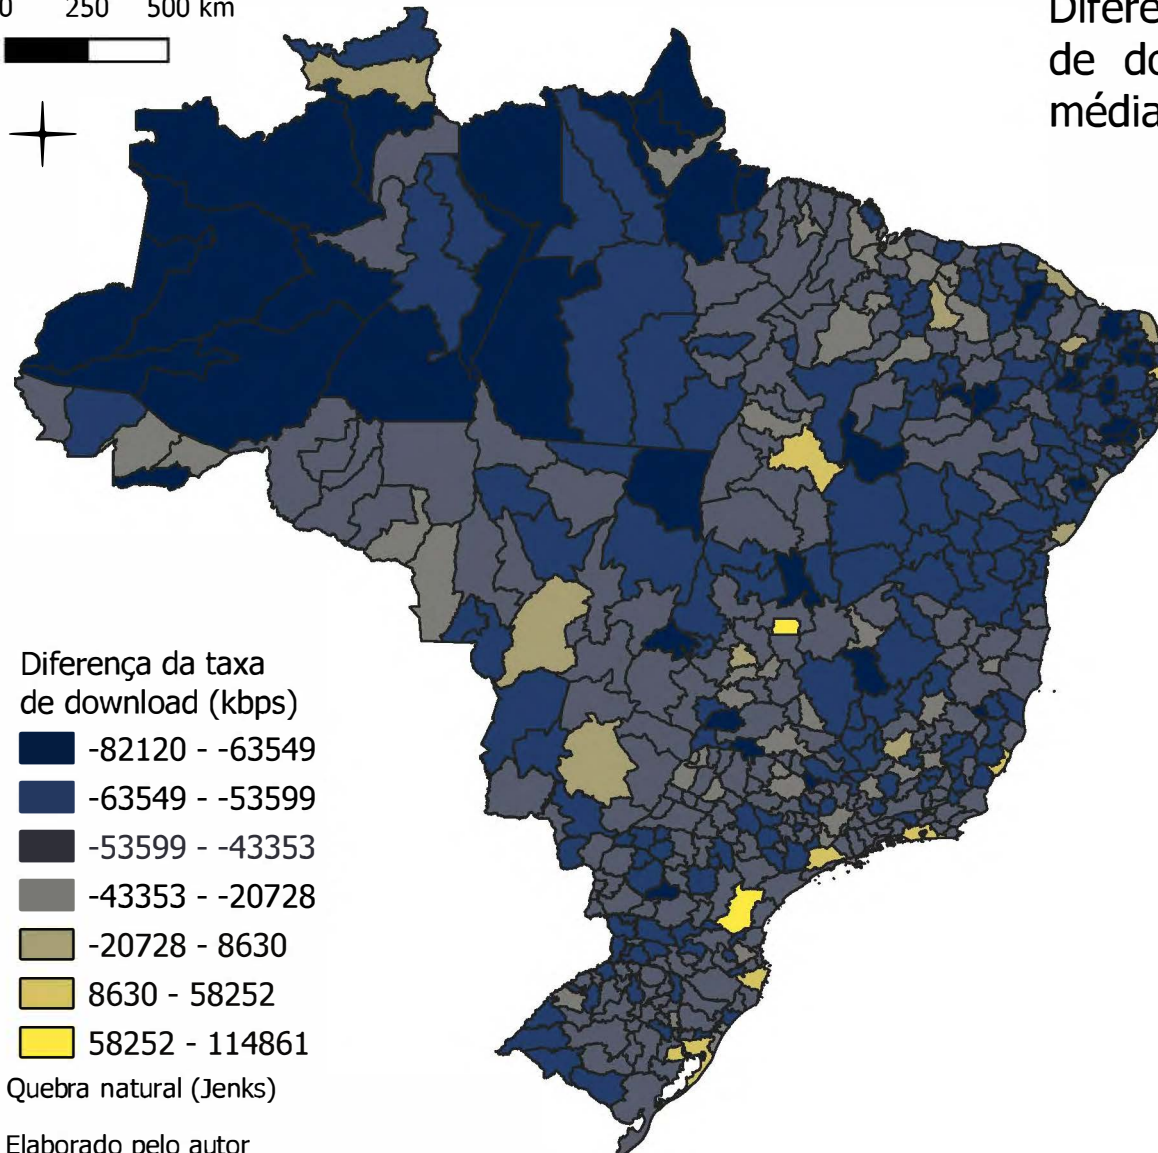 0 250 500 km
de do
média
Diferença da taxa
de download (kbps)
-82120 - -63549
-63549 - -53599
-53599 - -43353
-43353 - -20728
-20728 - 8630
8630 - 58252
58252 - 114861
Quebra natural (Jenks)
Elaborado pelo autor